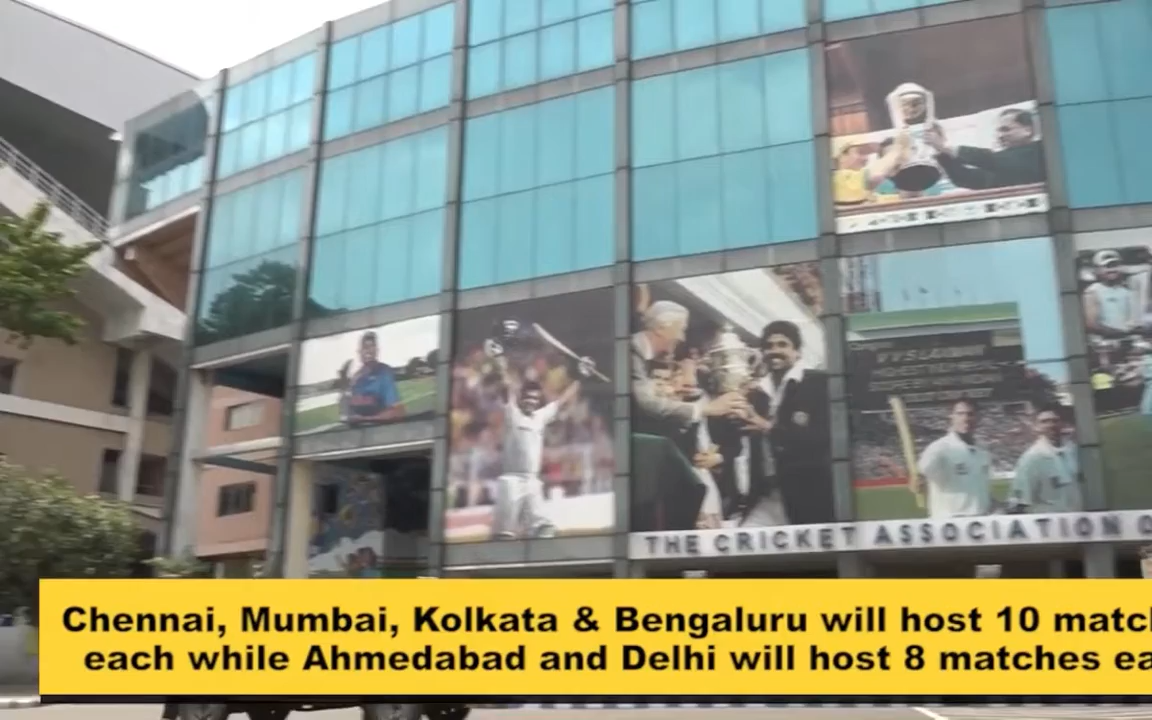 V V S LAXMAN
THE CRICKET ASSOCIATION O
Chennai, Mumbai, Kolkata & Bengaluru will host 10 match
each while Ahmedabad and Delhi will host 8 matches ea